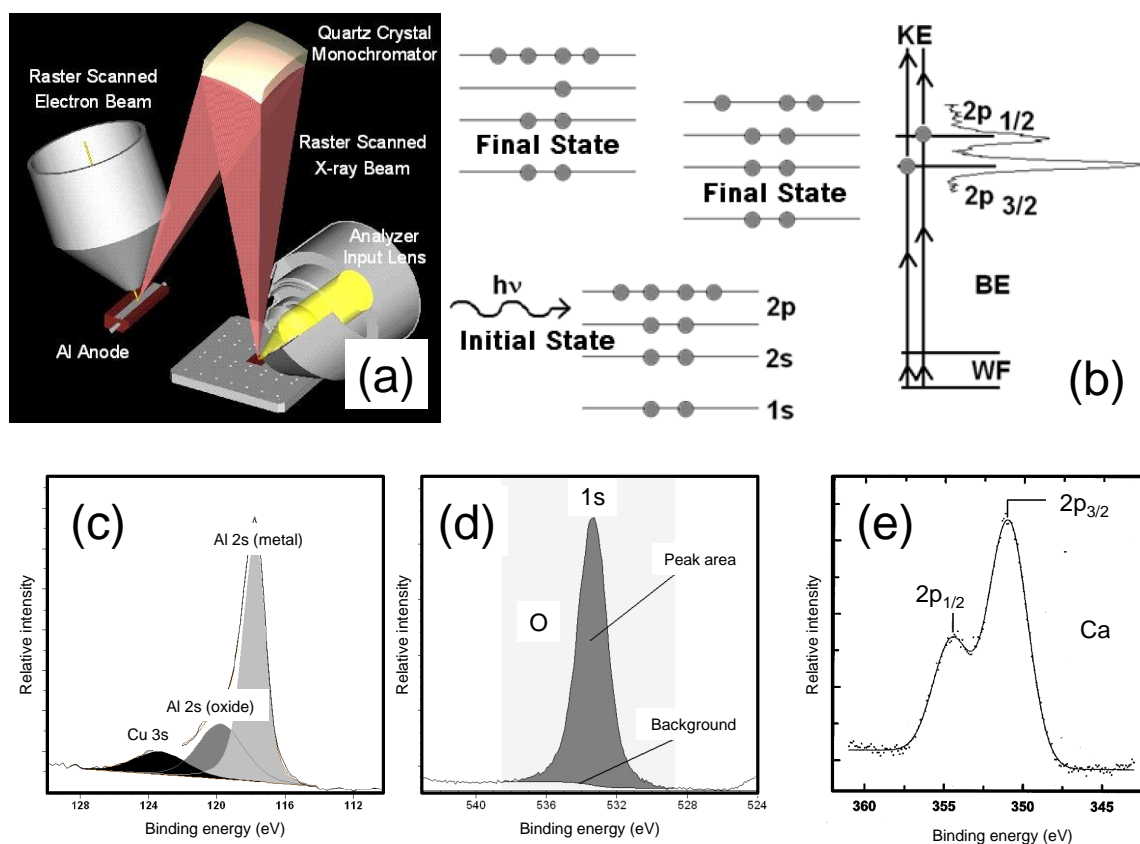 Quartz Crystal
Monochromator
Raster Scanned
Electron Beam
Raster Scanned
X-ray Beam
Analyzer
Input Lens
Al Anode
(a)
Final State
Final State
hν
Initial State
2p
2s
1s
KE
2p 1/2
2p 3/2
BE
WF
(b)
(c)
Al 2s (metal)
Al 2s (oxide)
Cu 3s
Relative intensity
128 124 120 116 112
Binding energy (eV)
(d)
1s
Peak area
O
Background
Relative intensity
540 536 532 528 524
Binding energy (eV)
(e)
2p3/2
2p1/2
Ca
Relative intensity
360 355 350 345
Binding energy (eV)